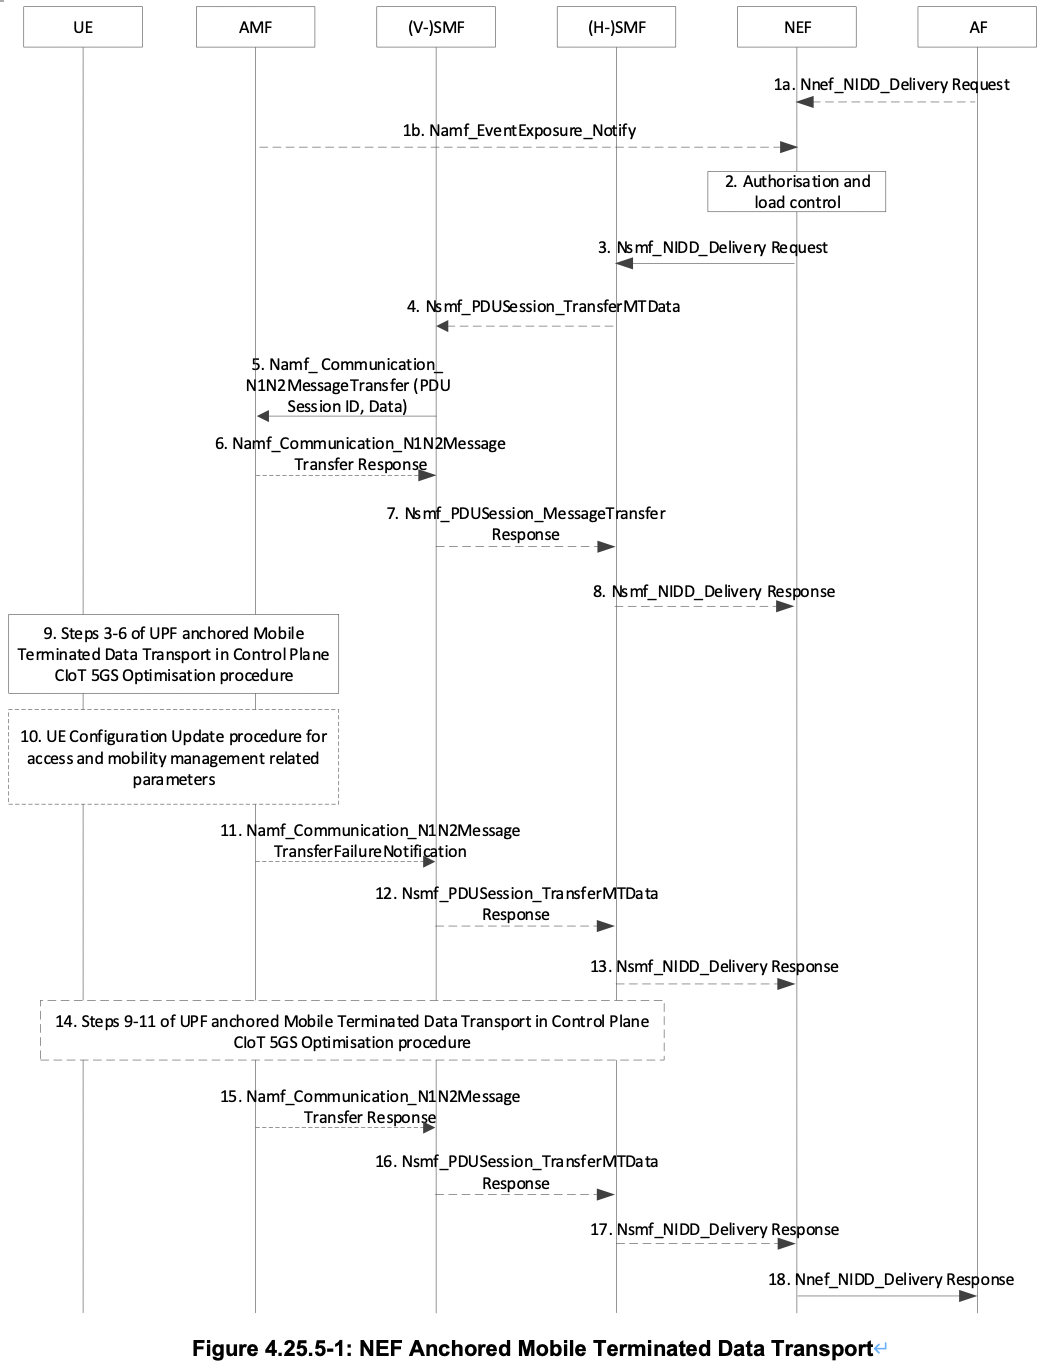 UE
AMF
(V-)SMF
(H-)SMF
NEF
AF
1a. Nnef_NIDD_Delivery Request
1b. Namf_EventExposure_Notify
2. Authorisation and
load control
3. Nsmf_NIDD_Delivery Request
4. Nsmf_PDUSession_TransferMTData
5. Namf_ Communication_
N1N2MessageTransfer (PDU
Session ID, Data)
6. Namf_Communication_N1N2Message
Transfer Response
7. Nsmf_PDUSession_MessageTransfer
Response
8. Nsmf_NIDD_Delivery Response
9. Steps 3-6 of UPF anchored Mobile
Terminated Data Transport in Control Plane
CIoT 5GS Optimisation procedure
10. UE Configuration Update procedure for
access and mobility management related
parameters
11. Namf_Communication_N1N2Message
TransferFailureNotification
12. Nsmf_PDUSession_TransferMTData
Response
13. Nsmf_NIDD_Delivery Response
14. Steps 9-11 of UPF anchored Mobile Terminated Data Transport in Control Plane
CIoT 5GS Optimisation procedure
15. Namf_Communication_N1N2Message
Transfer Response
16. Nsmf_PDUSession_TransferMTData
Response
17. Nsmf_NIDD_Delivery Response
18. Nnef_NIDD_Delivery Response
Figure 4.25.5-1: NEF Anchored Mobile Terminated Data Transport↵